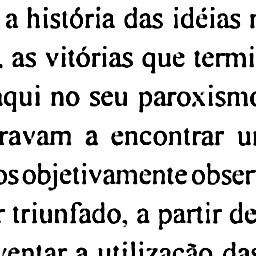 a história das idéias
, as vitórias que termi
aqui no seu paroxismo
ravam a encontrar u
os objetivamente obser
r triunfado, a partir de
ventar a utilização das